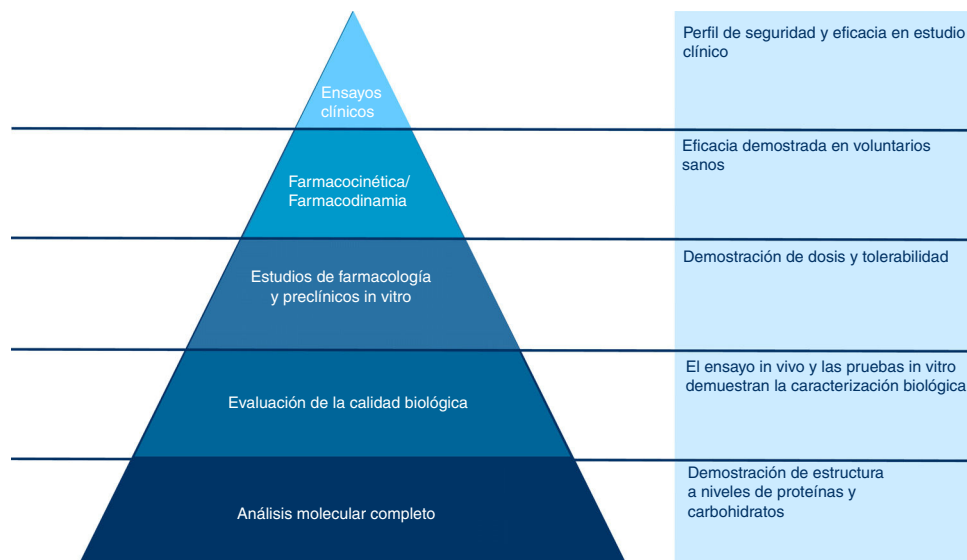 Perfil de seguridad y eficacia en estudio
clínico
Ensayos
clínicos
Eficacia demostrada en voluntarios
sanos
Farmacocinética/
Farmacodinamia
Demostración de dosis y tolerabilidad
Estudios de farmacología
y preclínicos in vitro
El ensayo in vivo y las pruebas in vitro
demuestran la caracterización biológica
Evaluación de la calidad biológica
Demostración de estructura
a niveles de proteínas y
carbohidratos
Análisis molecular completo